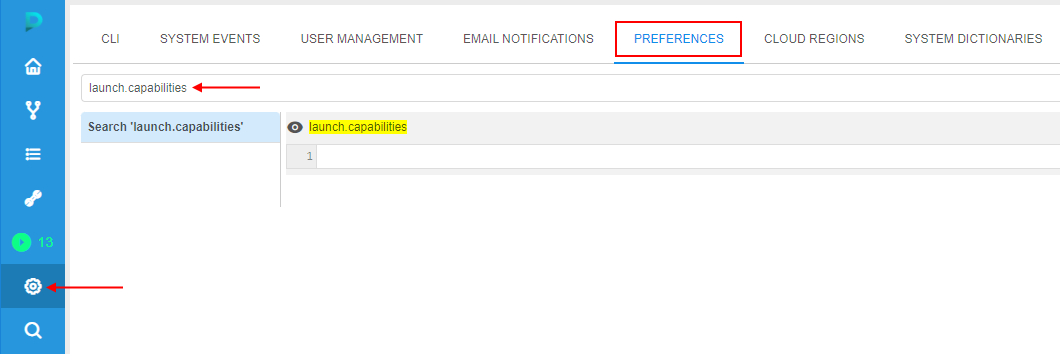 CLI SYSTEM EVENTS USER MANAGEMENT EMAIL NOTIFICATIONS PREFERENCES CLOUD REGIONS SYSTEM DICTIONARIES
launch.capabilities
Search 'launch.capabilities' launch.capabilities
1
13